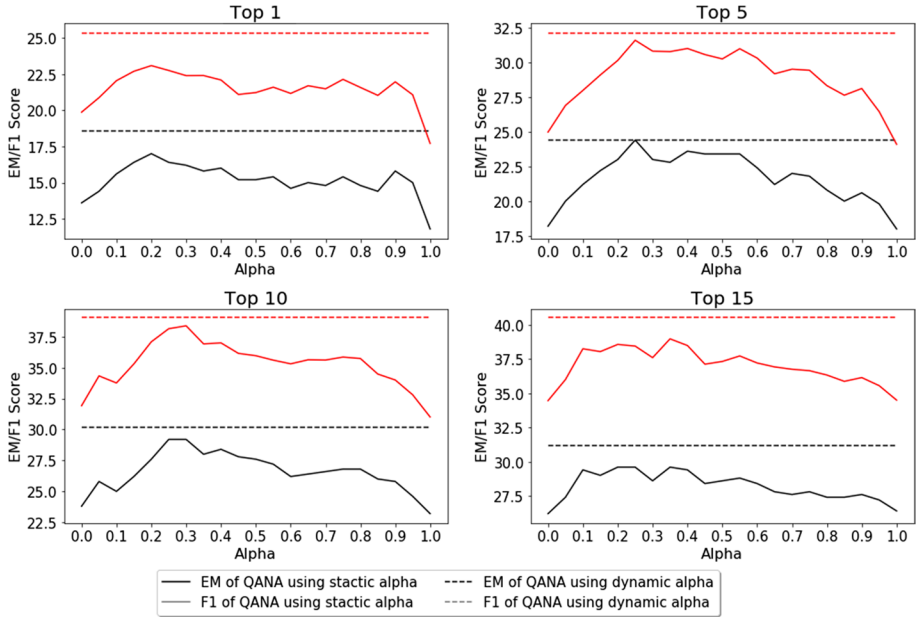 Top 1
Top 5
EM/F1 Score
25.0
22.5
20.0
17.5
15.0
12.5
0.0 0.1 0.2 0.3 0.4 0.5 0.6 0.7 0.8 0.9 1.0
Alpha
EM/F1 Score
32.5
30.0
27.5
25.0
22.5
20.0
17.5
0.0 0.1 0.2 0.3 0.4 0.5 0.6 0.7 0.8 0.9 1.0
Alpha
Top 10
Top 15
EM/F1 Score
37.5
35.0
32.5
30.0
27.5
25.0
22.5
0.0 0.1 0.2 0.3 0.4 0.5 0.6 0.7 0.8 0.9 1.0
Alpha
EM/F1 Score
40.0
37.5
35.0
32.5
30.0
27.5
0.0 0.1 0.2 0.3 0.4 0.5 0.6 0.7 0.8 0.9 1.0
Alpha
EM of QANA using stactic alpha
F1 of QANA using stactic alpha
EM of QANA using dynamic alpha
F1 of QANA using dynamic alpha